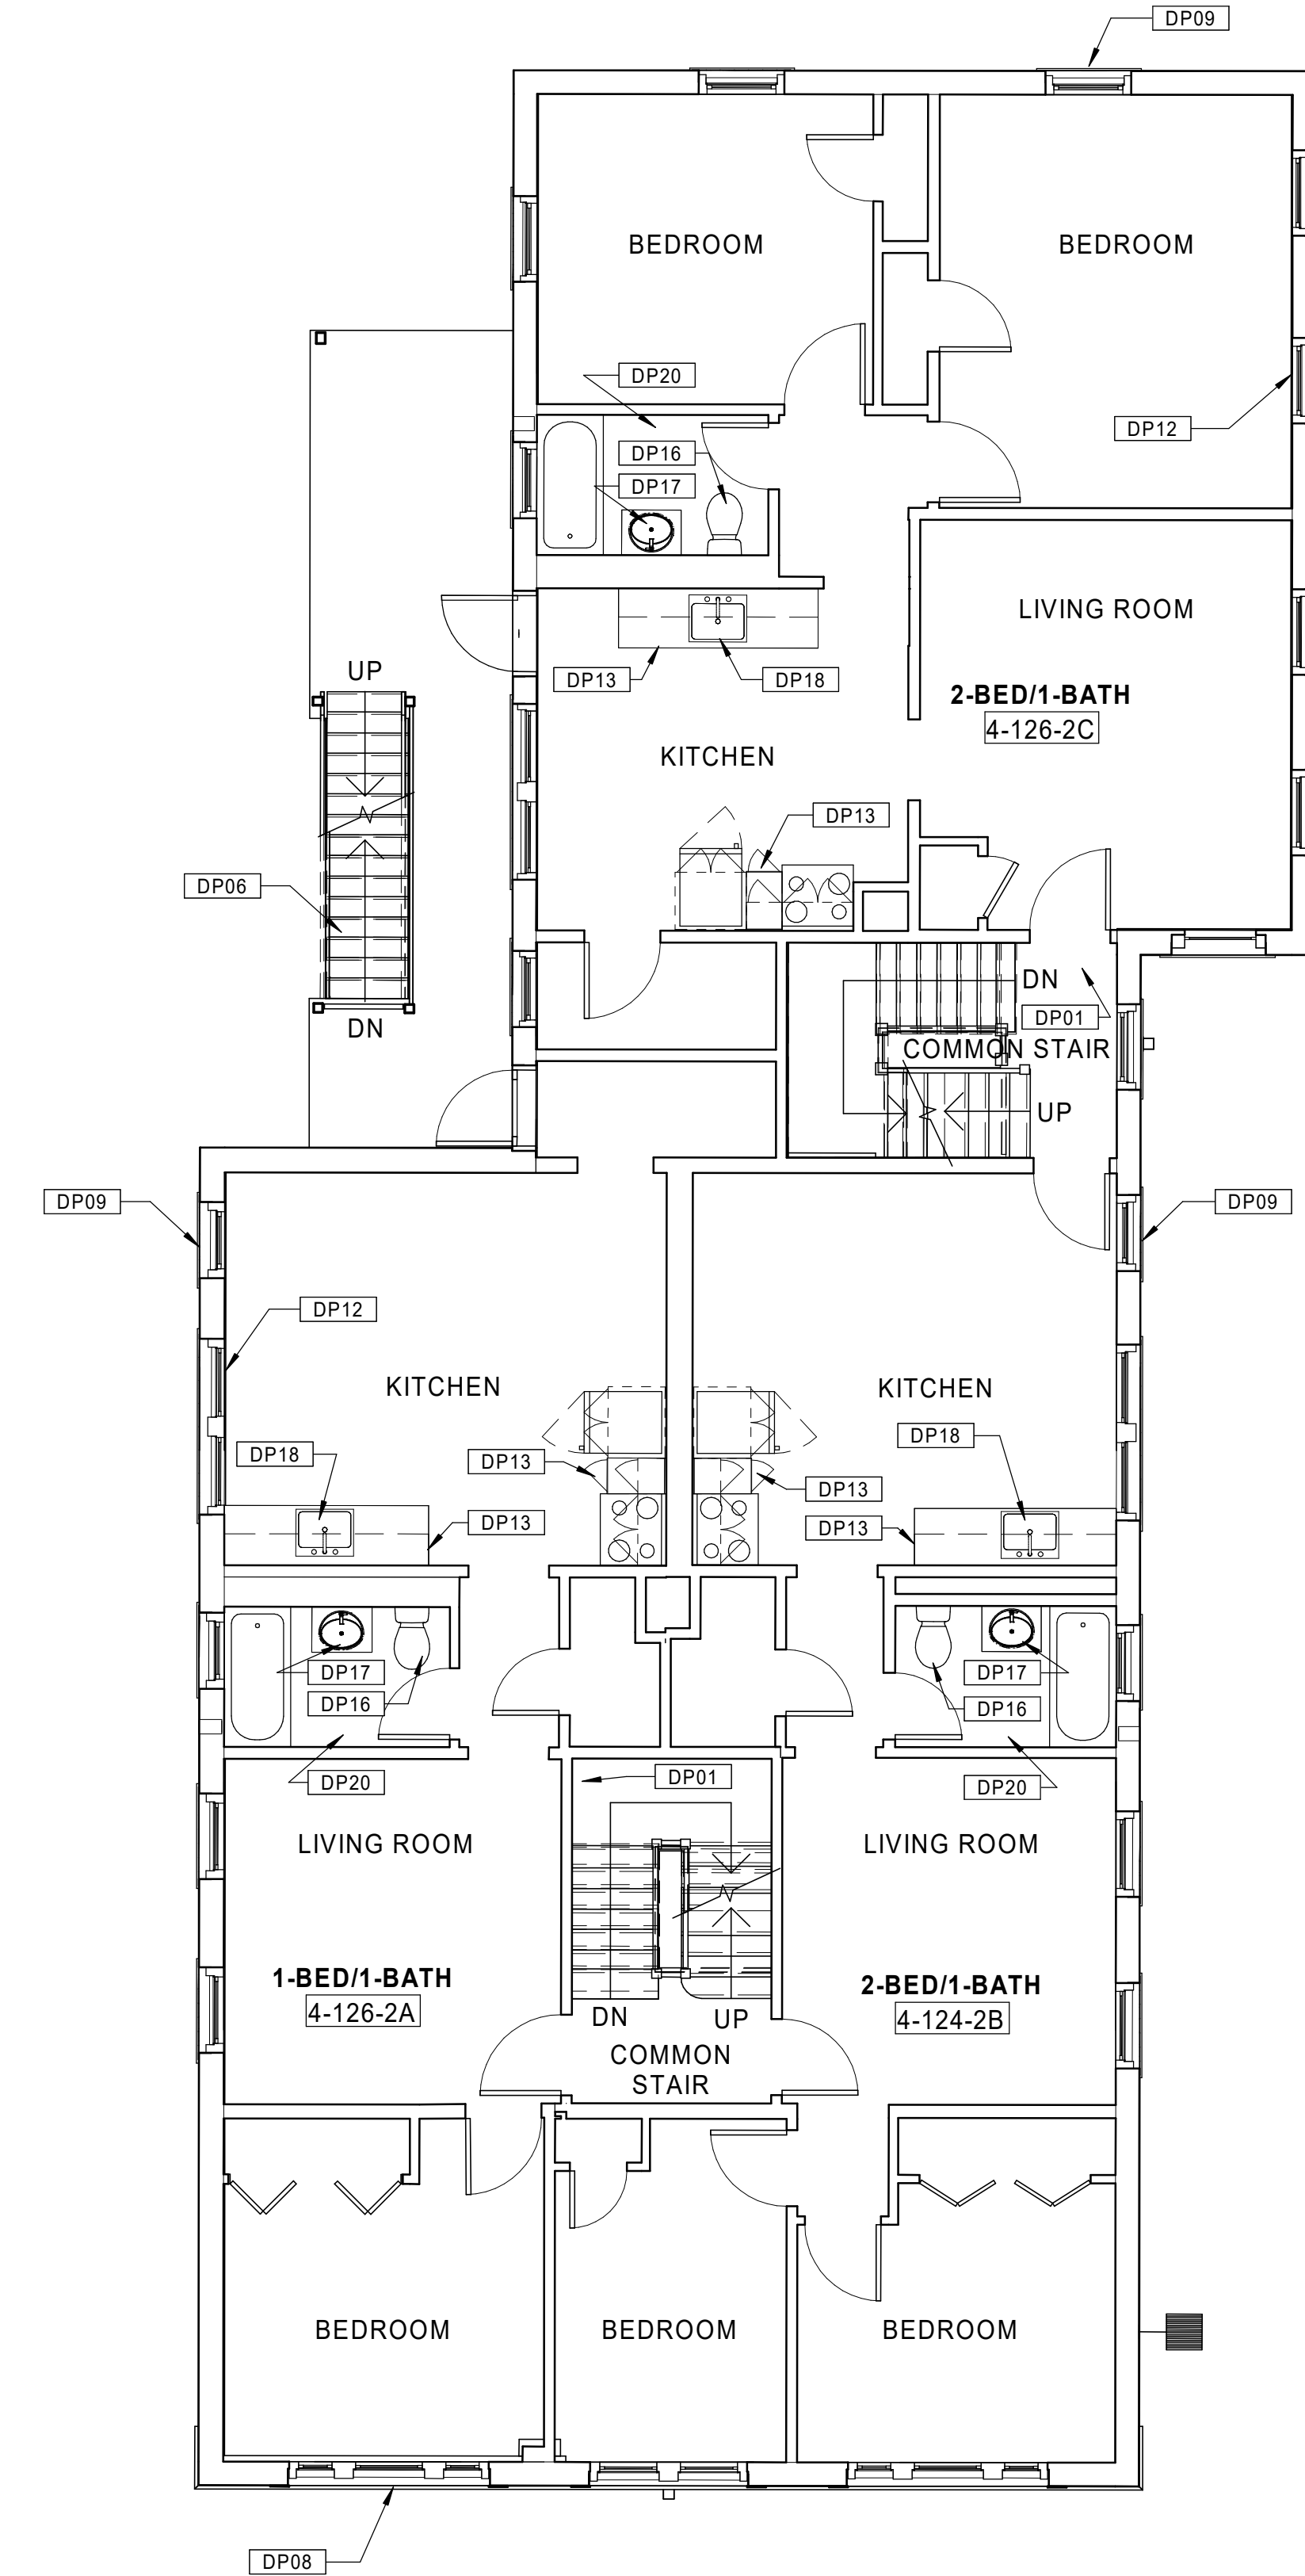 DP09
BEDROOM
BEDROOM
DP20
DP12
DP16
DP17
LIVING ROOM
UP
DP13
DP18
2-BED/1-BATH
4-126-2C
KITCHEN
DP13
DP06
DN
DN
DP01
COMMON STAIR
UP
DP09
DP09
DP12
KITCHEN
KITCHEN
DP18
DP18
DP13
DP13
DP13
DP13
DP17
DP17
DP16
DP16
DP01
DP20
DP20
LIVING ROOM
LIVING ROOM
1-BED/1-BATH
4-126-2A
2-BED/1-BATH
4-124-2B
DN
UP
COMMON
STAIR
BEDROOM
BEDROOM
BEDROOM
DP08